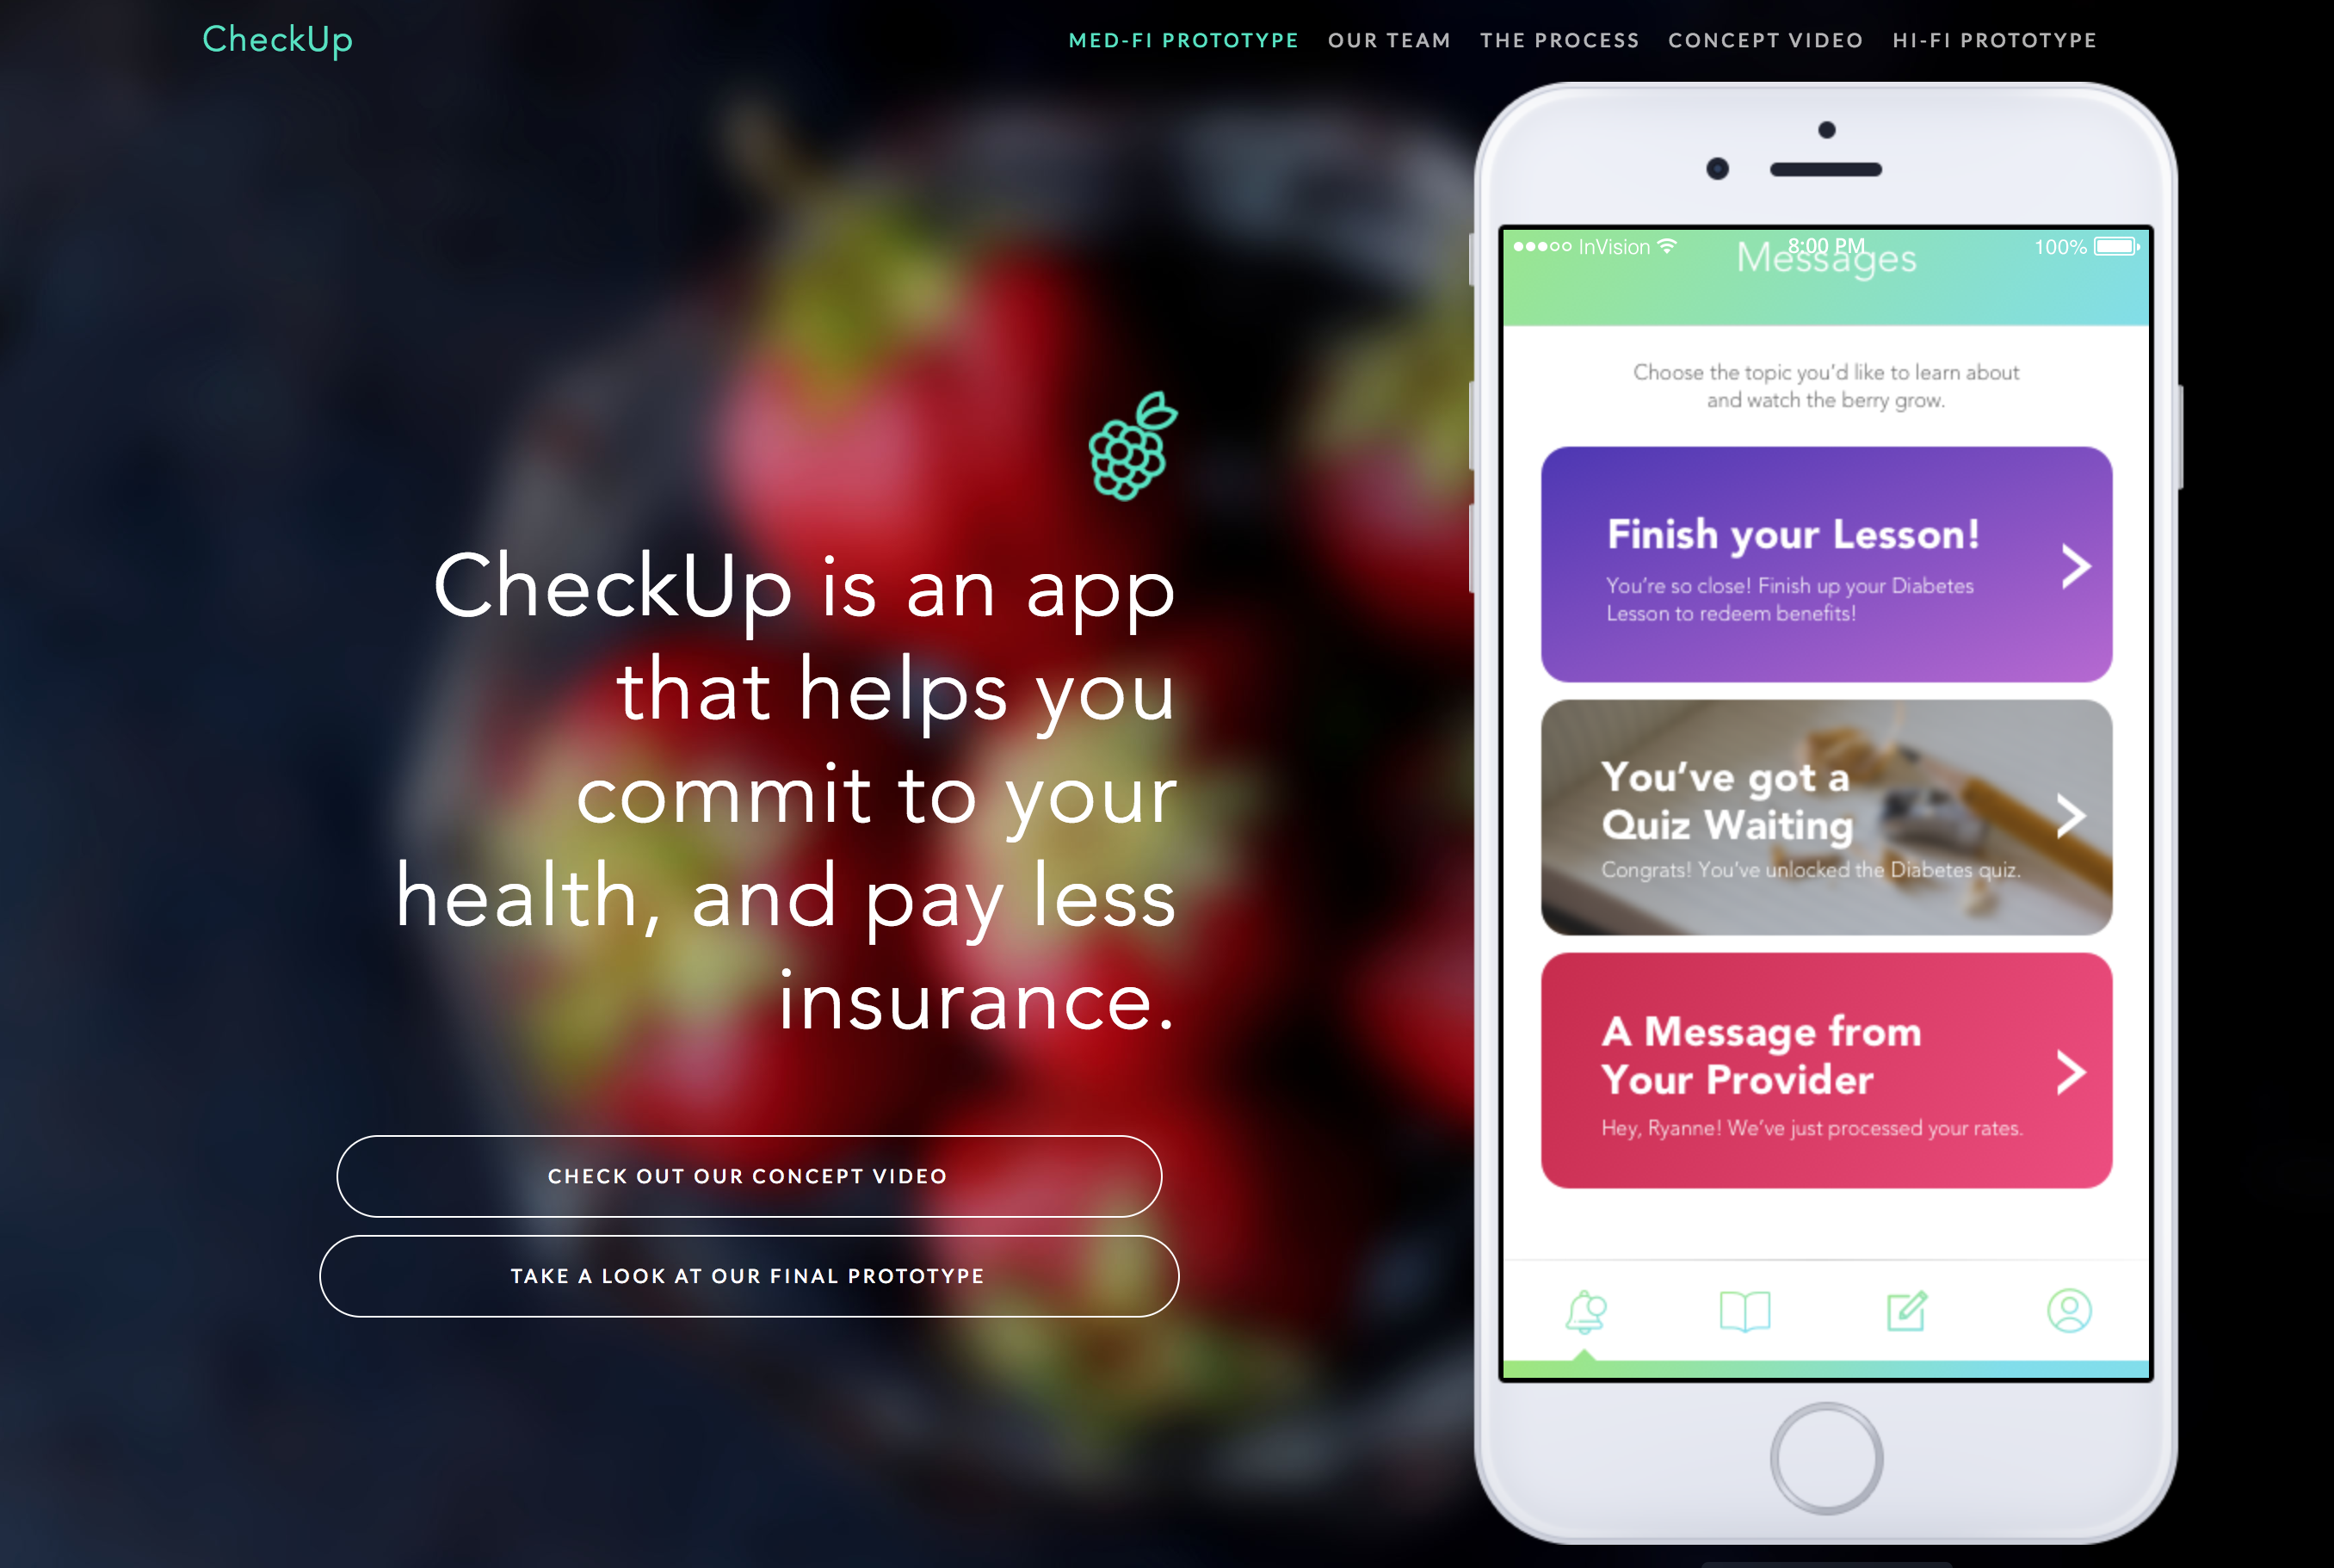 CheckUp
MED-FI PROTOTYPE OUR TEAM THE PROCESS CONCEPT VIDEO HI-FI PROTOTYPE
CheckUp is an app
that helps you
commit to your
health, and pay less
insurance.
CHECK OUT OUR CONCEPT VIDEO
TAKE A LOOK AT OUR FINAL PROTOTYPE
InVision 8:00 PM 100%
Messages
Choose the topic you'd like to learn about
and watch the berry grow.
Finish your Lesson!
You're so close! Finish up your Diabetes
Lesson to redeem benefits!
You've got a
Quiz Waiting
Congrats! You've unlocked the Diabetes quiz.
A Message from
Your Provider
Hey, Ryanne! We've just processed your rates.